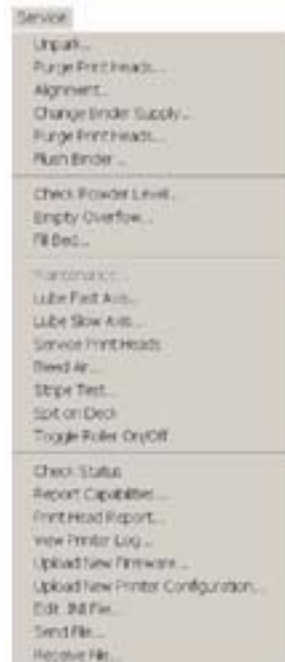 Service
Unpark...
Purge Print Heads...
Alignment...
Change Binder Supply...
Purge Print Heads...
Flush Binder...
Check Powder Level...
Empty Overflow...
Fill Bed...
Maintenance...
Lube Fast Axis...
Lube Slow Axis...
Service Print Heads
Bleed Air...
Stripe Test...
Spit on Deck
Toggle Roller On/Off
Check Status
Report Capabilities...
Print Head Report...
View Printer Log...
Upload New Firmware...
Upload New Printer Configuration...
Edit .INI File...
Send File...
Receive File...